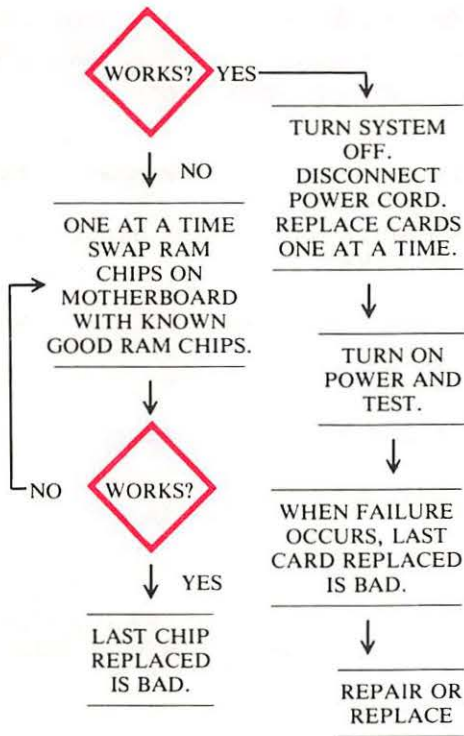 WORKS?
YES
NO
ONE AT A TIME
SWAP RAM
CHIPS ON
MOTHERBOARD
WITH KNOWN
GOOD RAM CHIPS.
WORKS?
NO
YES
LAST CHIP
REPLACED
IS BAD.
TURN SYSTEM
OFF.
DISCONNECT
POWER CORD.
REPLACE CARDS
ONE AT A TIME.
TURN ON
POWER AND
TEST.
WHEN FAILURE
OCCURS, LAST
CARD REPLACED
IS BAD.
REPAIR OR
REPLACE